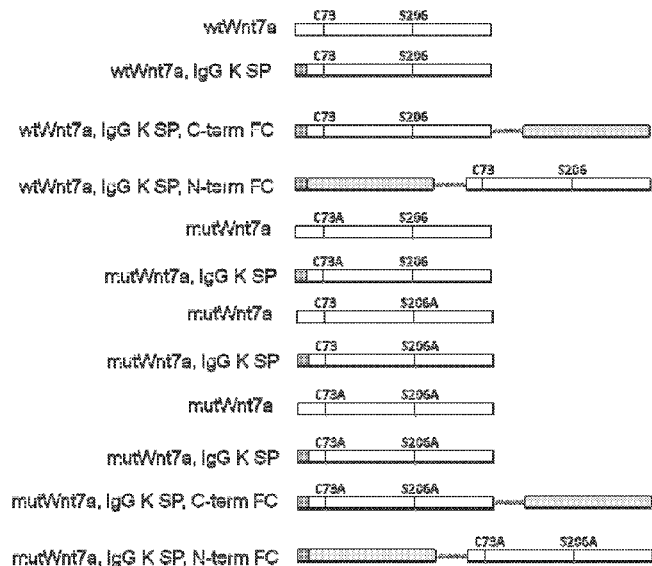 C73 S206
wtWnt7a
C73 S206
wtWnt7a, IgG K SP
C73 S206
wtWnt7a, IgG K SP, C-term FC
C73 S206
wtWnt7a, IgG K SP, N-term FC
C73A S206
mutWnt7a
C73A S206
mutWnt7a, IgG K SP
C73 S206A
mutWnt7a
C73 S206A
mutWnt7a, IgG K SP
C73A S206A
mutWnt7a
C73A S206A
mutWnt7a, IgG K SP
C73A S206A
mutWnt7a, IgG K SP, C-term FC
C73A S206A
mutWnt7a, IgG K SP, N-term FC